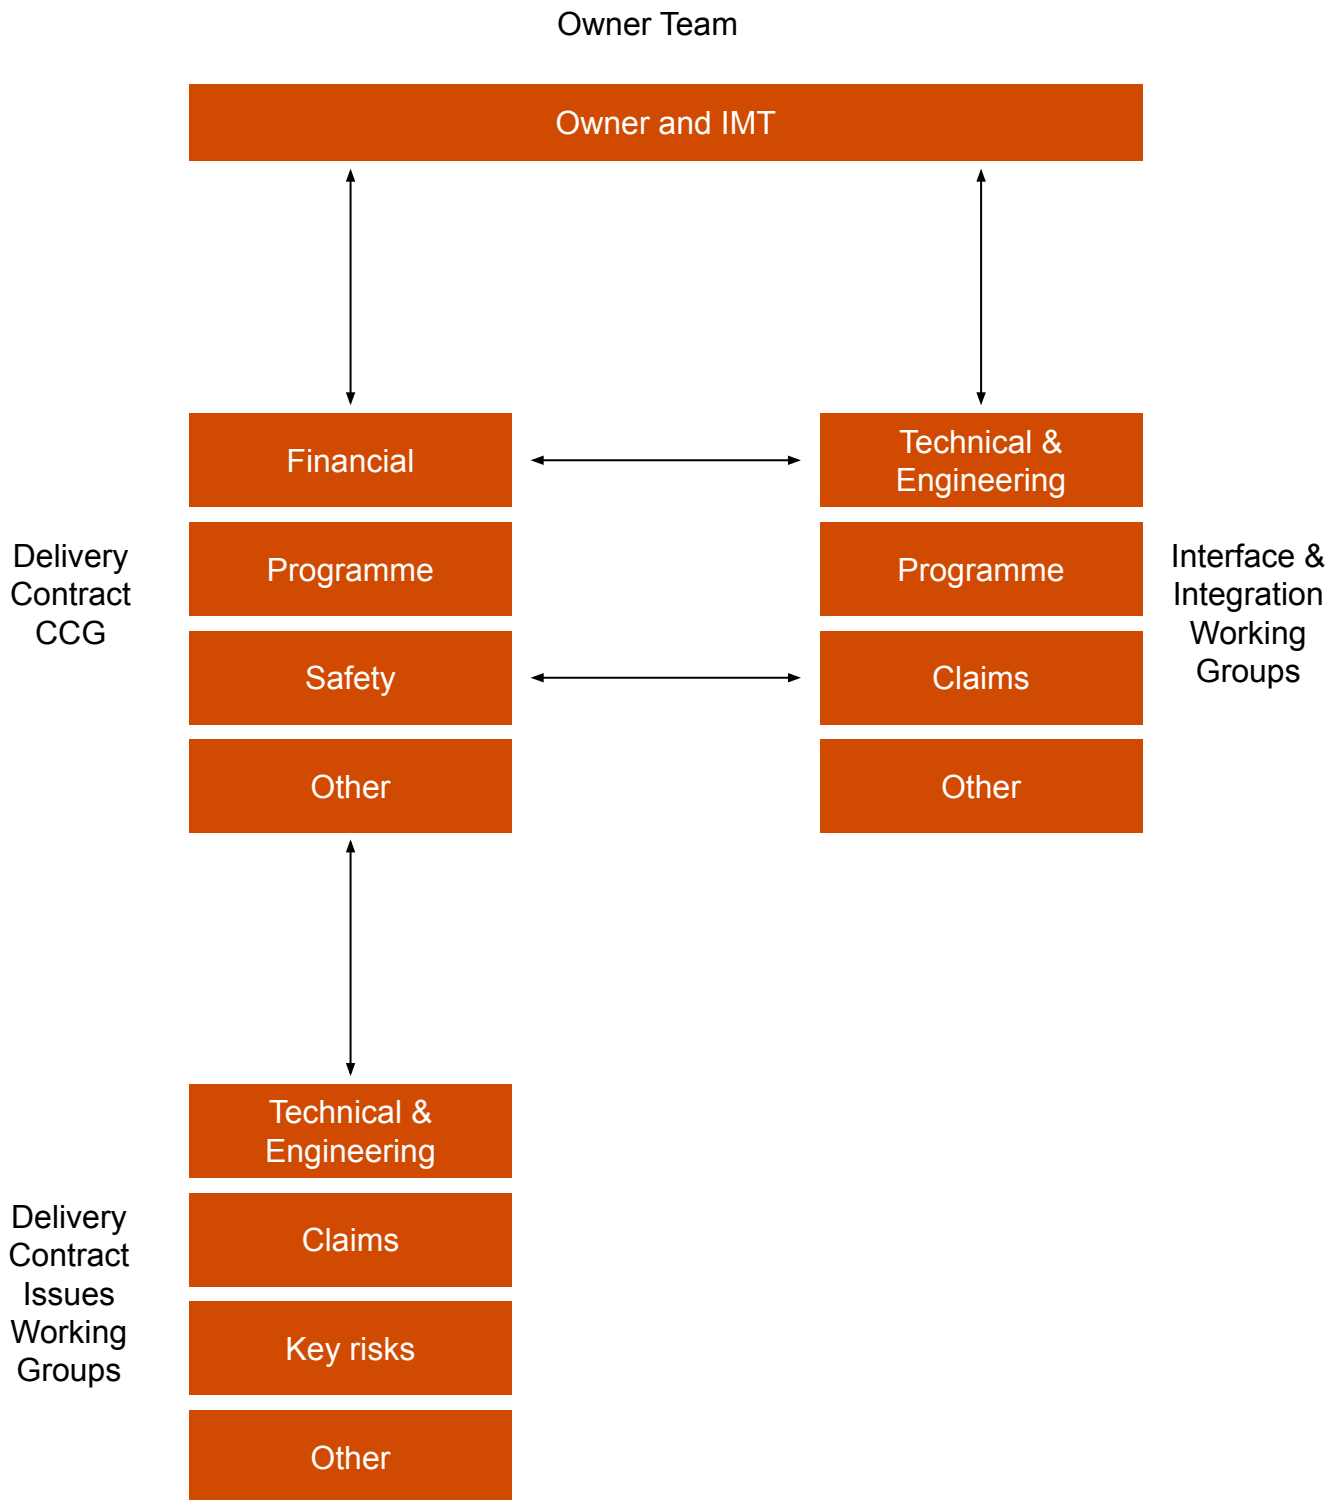 Owner Team
Owner and IMT
Financial
Technical &
Engineering
Delivery
Contract
CCG
Programme
Programme
Interface &
Integration
Working
Groups
Safety
Claims
Other
Other
Technical &
Engineering
Delivery
Contract
Issues
Working
Groups
Claims
Key risks
Other